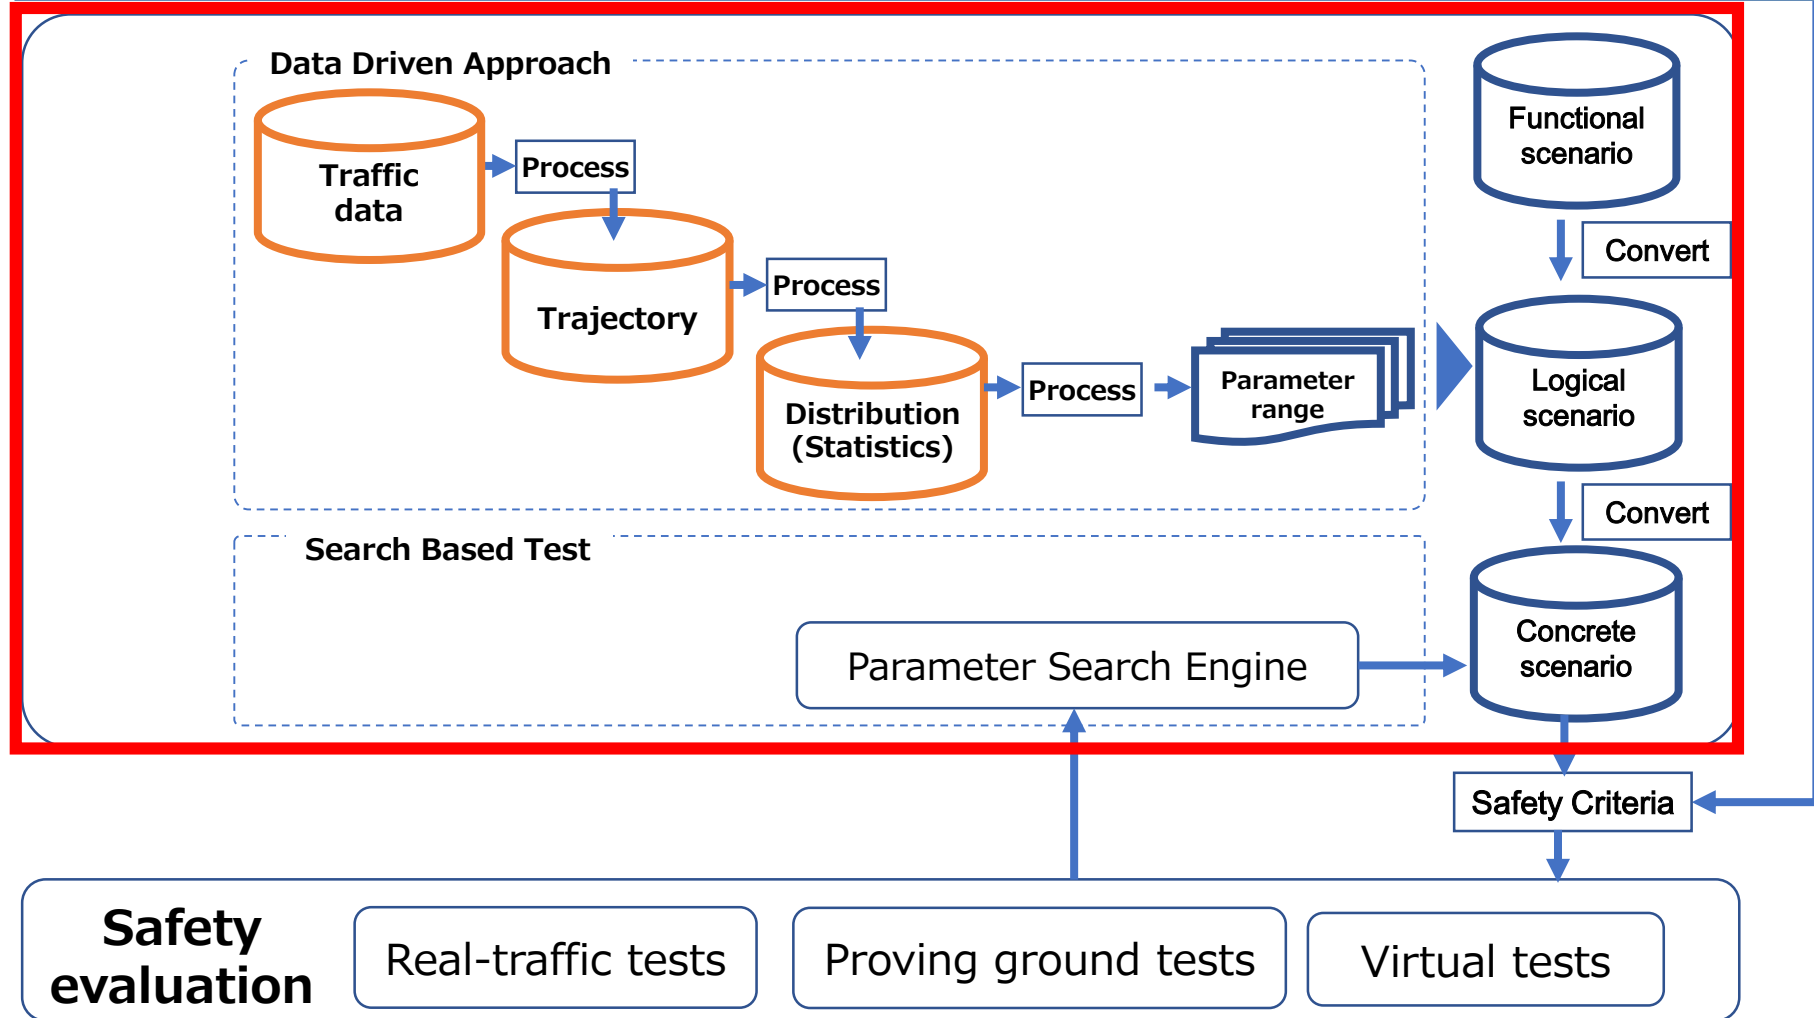 Data Driven Approach
Traffic
data
Process
Trajectory
Process
Distribution
(Statistics)
Process
Parameter
range
Functional
scenario
Convert
Logical
scenario
Convert
Search Based Test
Parameter Search Engine
Concrete
scenario
Safety Criteria
Safety
evaluation
Real-traffic tests
Proving ground tests
Virtual tests